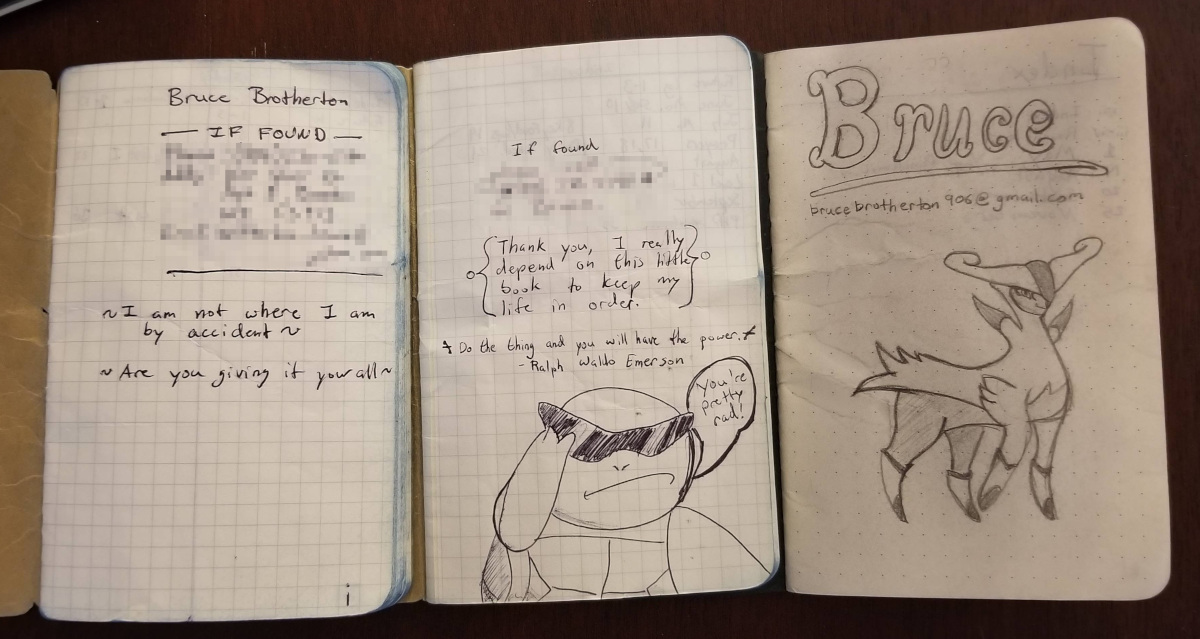 Bruce Brotherton
— IF FOUND —
~ I am not where I am
by accident ~
~ Are you giving it your all ~
i
If found
Thank you, I really
depend on this little
book to keep my
life in order.
Do the thing and you will have the power.
- Ralph Waldo Emerson
You're
pretty
rad!
Bruce
brucebrotherton906@gmail.com
Index